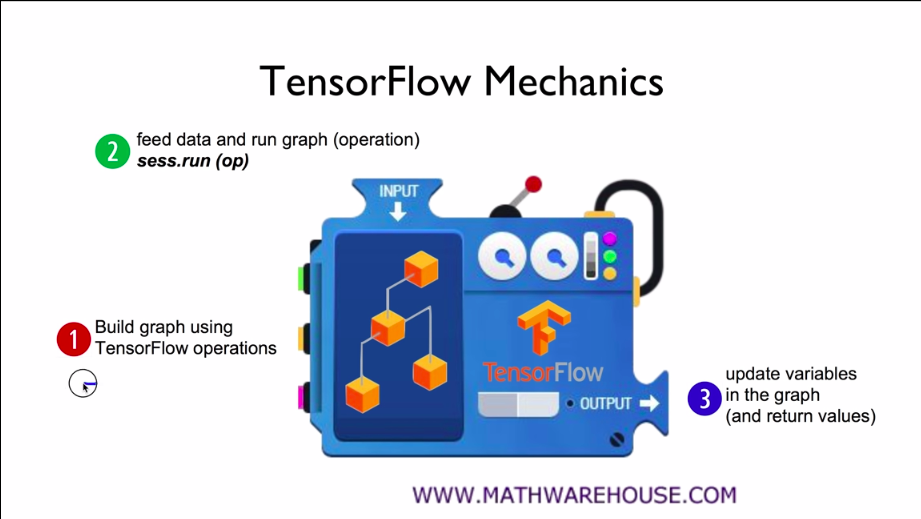 TensorFlow Mechanics
2
feed data and run graph (operation)
sess.run (op)
INPUT
1
Build graph using
TensorFlow operations
TensorFlow
OUTPUT
3
update variables
in the graph
(and return values)
WWW.MATHWAREHOUSE.COM